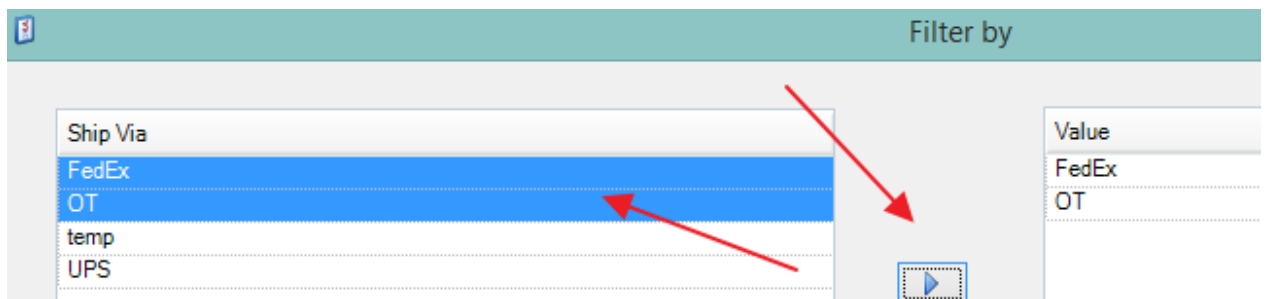 Filter by
Ship Via
FedEx
OT
temp
UPS
Value
FedEx
OT